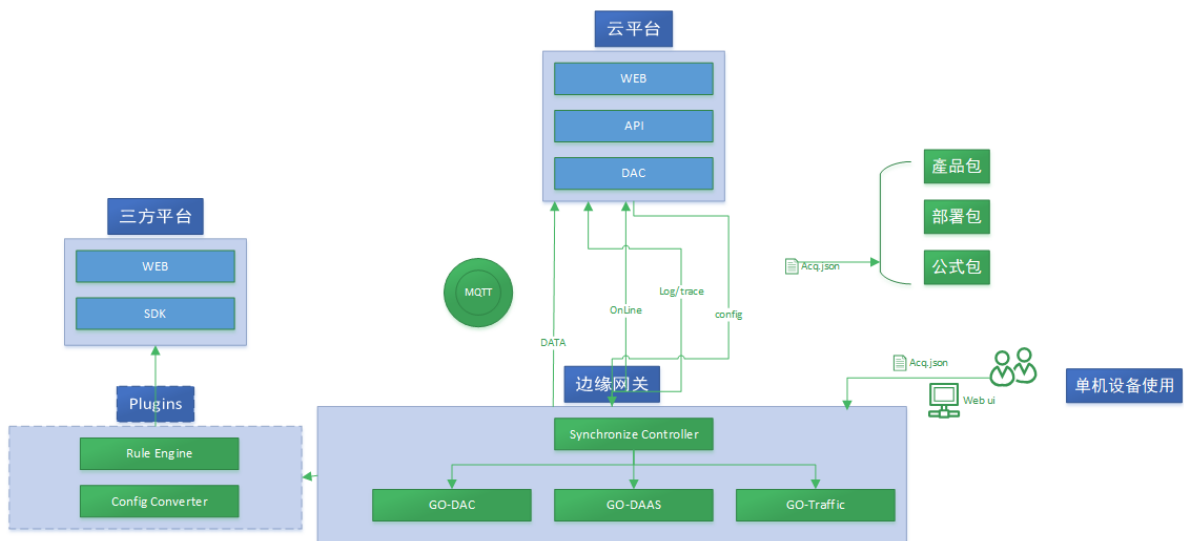 云平台
WEB
API
DAC
三方平台
WEB
SDK
MQTT
DATA
OnLine
Log/trace
config
Acq.json
產品包
部署包
公式包
Plugins
Rule Engine
Config Converter
边缘网关
Synchronize Controller
GO-DAC
GO-DAAS
GO-Traffic
Acq.json
Web ui
单机设备使用